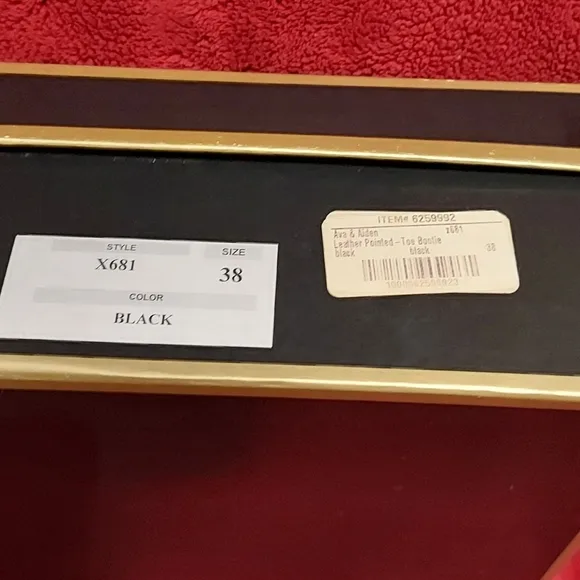 STYLE SIZE
X681 38
COLOR
BLACK
ITEM# 6259992
Ava & Aiden x681
Leather Pointed-Toe Bootie
black black 38